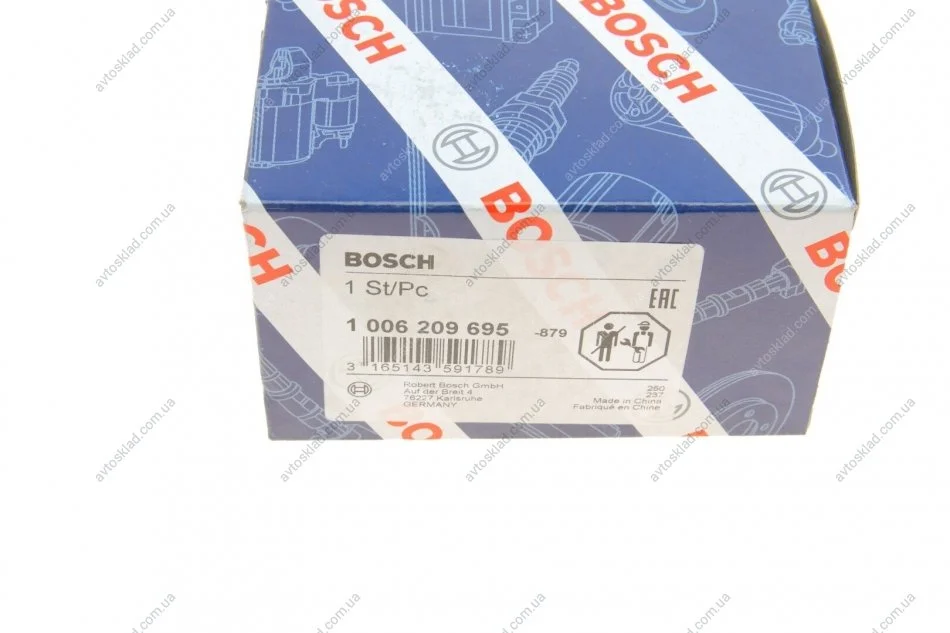 BOSCH
BOSCH
BOSCH
BOSCH
1 St/Pc
EAC
1 006 209 695 -879
3 165143 591789
Robert Bosch GmbH
Auf der Breit 4
76227 Karlsruhe
GERMANY
260
237
Made in China
Fabriqué en Chine
avtosklad.com.ua